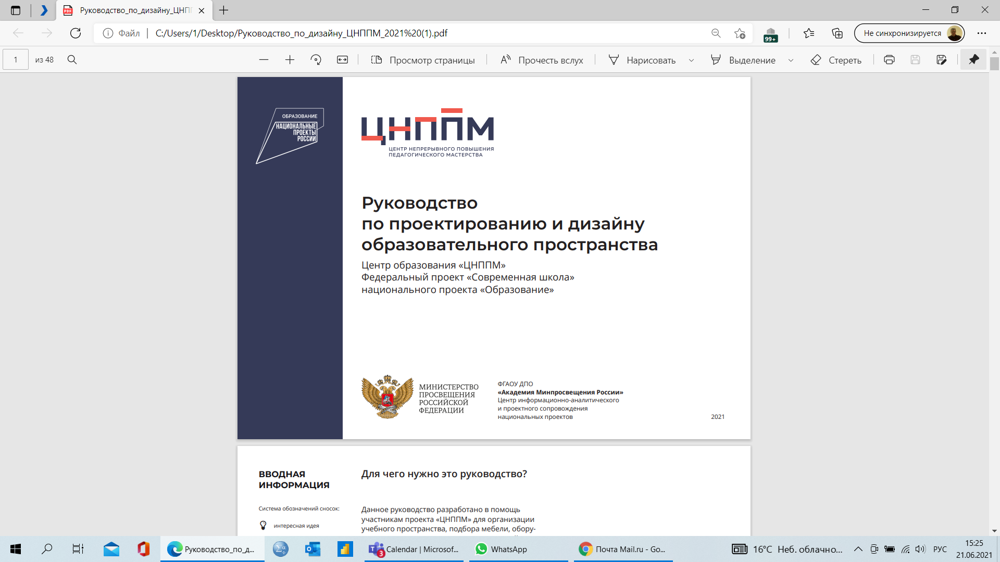 Руководство_по_дизайну_ЦНПП
Файл
C:/Users/1/Desktop/Руководство_по_дизайну_ЦНППМ_2021%20(1).pdf
99+
Не синхронизируется
1
из 48
Просмотр страницы
Прочесть вслух
Нарисовать
Выделение
Стереть
ОБРАЗОВАНИЕ
НАЦИОНАЛЬНЫЕ
ПРОЕКТЫ
РОССИИ
ЦНППМ
ЦЕНТР НЕПРЕРЫВНОГО ПОВЫШЕНИЯ
ПЕДАГОГИЧЕСКОГО МАСТЕРСТВА
Руководство
по проектированию и дизайну
образовательного пространства
Центр образования «ЦНППМ»
Федеральный проект «Современная школа»
национального проекта «Образование»
МИНИСТЕРСТВО
ПРОСВЕЩЕНИЯ
РОССИЙСКОЙ
ФЕДЕРАЦИИ
ФГАОУ ДПО
«Академия Минпросвещения России»
Центр информационно-аналитического
и проектного сопровождения
национальных проектов
2021
ВВОДНАЯ
ИНФОРМАЦИЯ
Система обозначений сносок:
интересная идея
Для чего нужно это руководство?
Данное руководство разработано в помощь
участникам проекта «ЦНППМ» для организации
учебного пространства, подбора мебели, обору-
Руководство_по_д...
3
Calendar | Microsof...
WhatsApp
Почта Mail.ru - Go...
16°C Неб. облачно...
РУС
15:25
21.06.2021